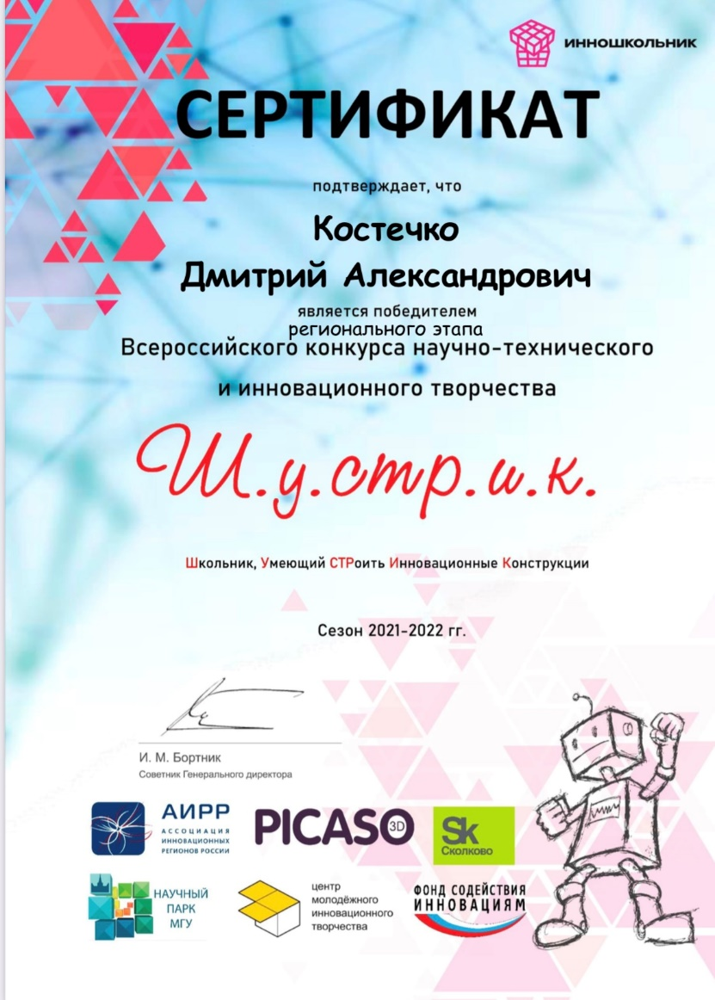 ИННОШКОЛЬНИК
СЕРТИФИКАТ
подтверждает, что
Костечко
Дмитрий Александрович
является победителем
регионального этапа
Всероссийского конкурса научно-технического
и инновационного творчества
Ш.у.стр.и.к.
Школьник, Умеющий СТРоить Инновационные Конструкции
Сезон 2021-2022 гг.
И. М. Бортник
Советник Генерального директора
АИРР
АССОЦИАЦИЯ
ИННОВАЦИОННЫХ
РЕГИОНОВ РОССИИ
PICASO 3D
Sk
Сколково
НАУЧНЫЙ
ПАРК
МГУ
центр
молодёжного
инновационного
творчества
ФОНД СОДЕЙСТВИЯ
ИННОВАЦИЯМ